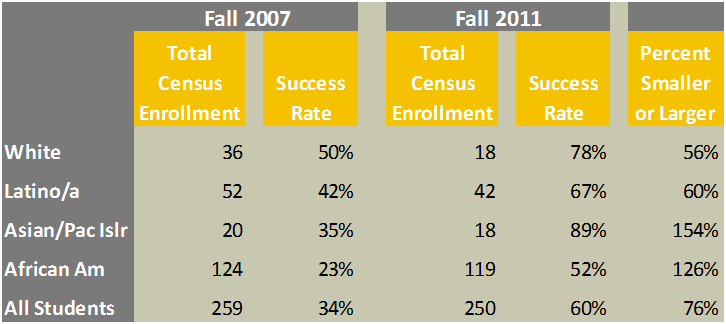 Fall 2007 Fall 2011
Total Census Enrollment Success Rate Total Census Enrollment Success Rate Percent Smaller or Larger
White 36 50% 18 78% 56%
Latino/a 52 42% 42 67% 60%
Asian/Pac Islr 20 35% 18 89% 154%
African Am 124 23% 119 52% 126%
All Students 259 34% 250 60% 76%